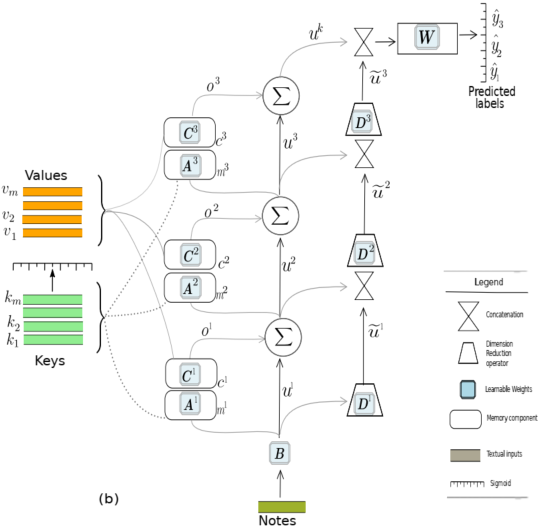 u^k
W
ŷ_3
ŷ_2
ŷ_1
Predicted
labels
o^3
∑
ũ^3
C^3
c^3
D^3
A^3
m^3
u^3
Values
v_m
v_2
v_1
o^2
∑
ũ^2
C^2
c^2
D^2
A^2
m^2
u^2
k_m
k_2
k_1
Keys
o^1
∑
ũ^1
C^1
c^1
A^1
m^1
u^1
D^1
B
(b)
Notes
Legend
Concatenation
Dimension
Reduction
operator
Learnable Weights
Memory component
Textual inputs
Sigmoid